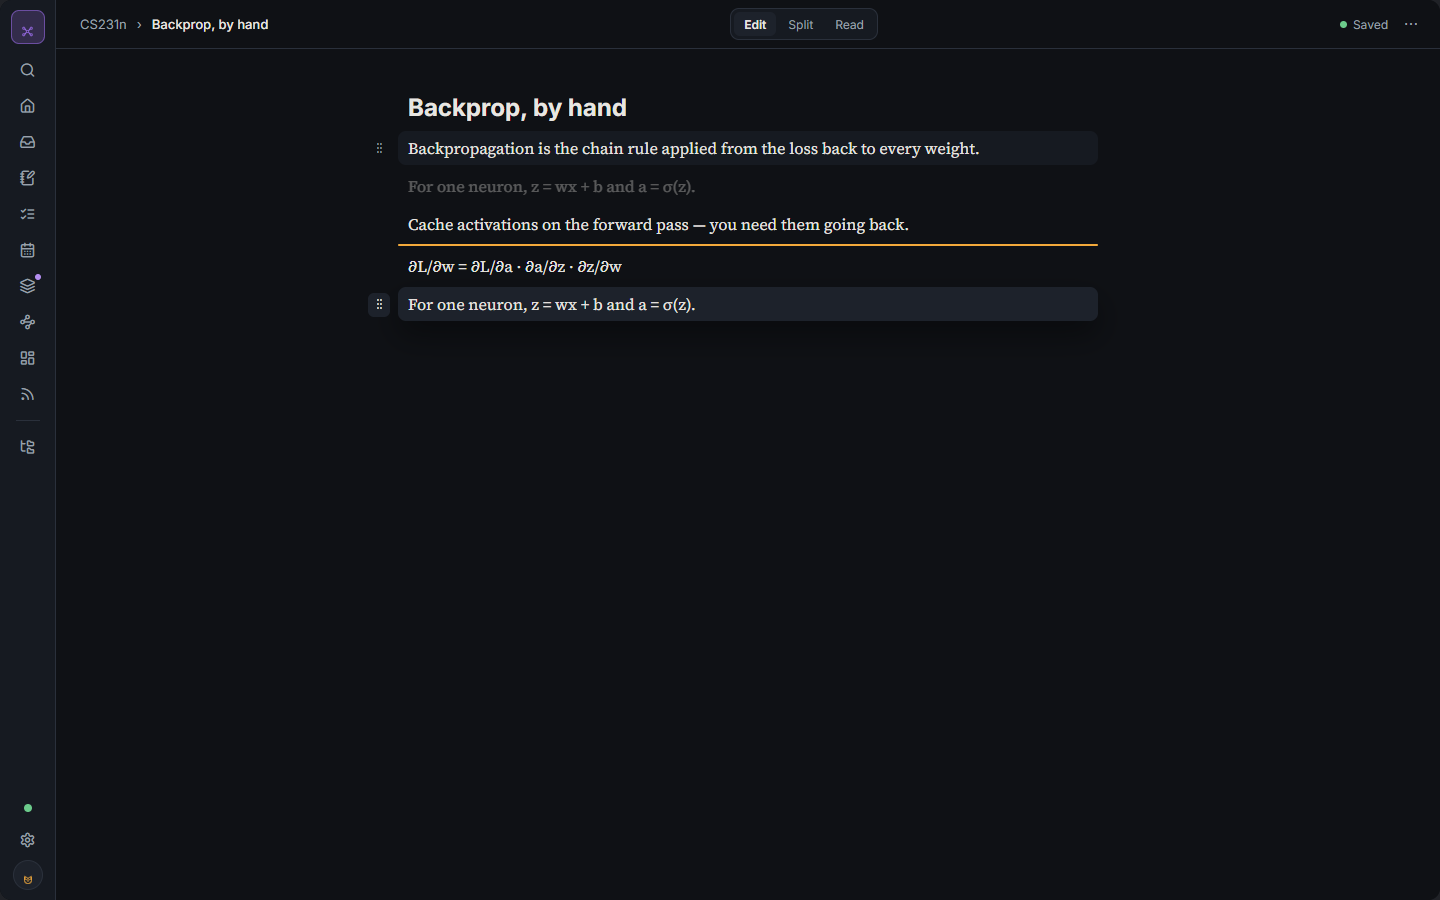 CS231n › Backprop, by hand
Edit Split Read
Saved
Backprop, by hand
Backpropagation is the chain rule applied from the loss back to every weight.
For one neuron, z = wx + b and a = σ(z).
Cache activations on the forward pass — you need them going back.
∂L/∂w = ∂L/∂a · ∂a/∂z · ∂z/∂w
For one neuron, z = wx + b and a = σ(z).